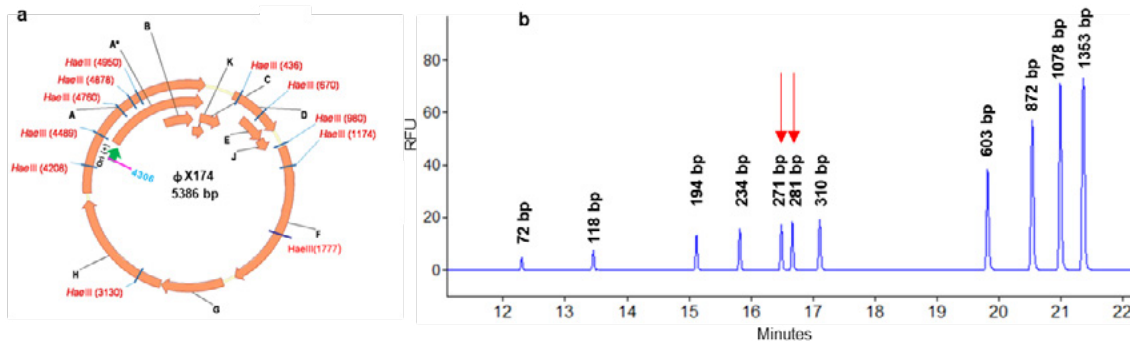 a
B
A*
K
HaeIII (4950)
HaeIII (436)
HaeIII (4878)
C
HaeIII (4760)
HaeIII (670)
A
D
HaeIII (4489)
HaeIII (980)
E
HaeIII (1174)
J
HaeIII (4208)
4306
ϕX174
5386 bp
F
HaeIII(1777)
H
HaeIII (3130)
G
b
80
60
40
20
0
RFU
72 bp
118 bp
194 bp
234 bp
271 bp
281 bp
310 bp
603 bp
872 bp
1078 bp
1353 bp
12 13 14 15 16 17 18 19 20 21 22
Minutes